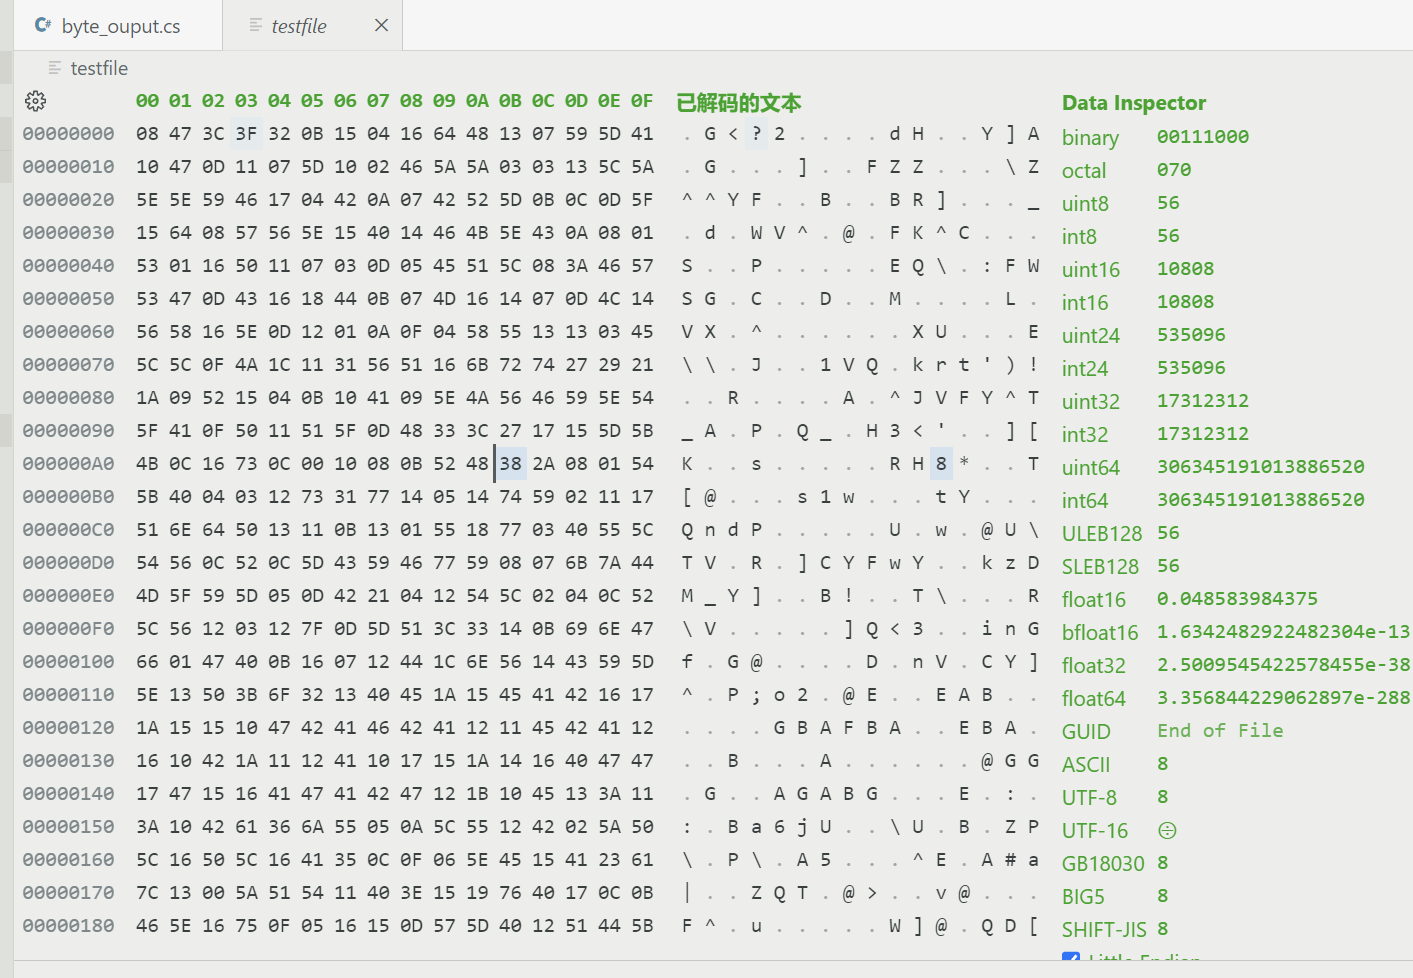 C# byte_ouput.cs testfile
testfile
00 01 02 03 04 05 06 07 08 09 0A 0B 0C 0D 0E 0F 已解码的文本 Data Inspector
00000000 08 47 3C 3F 32 0B 15 04 16 64 48 13 07 59 5D 41 . G < ? 2 . . . . d H . . Y ] A binary 00111000
00000010 10 47 0D 11 07 5D 10 02 46 5A 5A 03 03 13 5C 5A . G . . . ] . . F Z Z . . . \ Z octal 070
00000020 5E 5E 59 46 17 04 42 0A 07 42 52 5D 0B 0C 0D 5F ^ ^ Y F . . B . . B R ] . . . _ uint8 56
00000030 15 64 08 57 56 5E 15 40 14 46 4B 5E 43 0A 08 01 . d . W V ^ . @ . F K ^ C . . . int8 56
00000040 53 01 16 50 11 07 03 0D 05 45 51 5C 08 3A 46 57 S . . P . . . . . E Q \ . : F W uint16 10808
00000050 53 47 0D 43 16 18 44 0B 07 4D 16 14 07 0D 4C 14 S G . C . . D . . M . . . . L . int16 10808
00000060 56 58 16 5E 0D 12 01 0A 0F 04 58 55 13 13 03 45 V X . ^ . . . . . . X U . . . E uint24 535096
00000070 5C 5C 0F 4A 1C 11 31 56 51 16 6B 72 74 27 29 21 \ \ . J . . 1 V Q . k r t ' ) ! int24 535096
00000080 1A 09 52 15 04 0B 10 41 09 5E 4A 56 46 59 5E 54 . . R . . . . A . ^ J V F Y ^ T uint32 17312312
00000090 5F 41 0F 50 11 51 5F 0D 48 33 3C 27 17 15 5D 5B _ A . P . Q _ . H 3 < ' . . ] [ int32 17312312
000000A0 4B 0C 16 73 0C 00 10 08 0B 52 48 38 2A 08 01 54 K . . s . . . . . R H 8 * . . T uint64 306345191013886520
000000B0 5B 40 04 03 12 73 31 77 14 05 14 74 59 02 11 17 [ @ . . . s 1 w . . . t Y . . . int64 306345191013886520
000000C0 51 6E 64 50 13 11 0B 13 01 55 18 77 03 40 55 5C Q n d P . . . . . U . w . @ U \ ULEB128 56
000000D0 54 56 0C 52 0C 5D 43 59 46 77 59 08 07 6B 7A 44 T V . R . ] C Y F w Y . . k z D SLEB128 56
000000E0 4D 5F 59 5D 05 0D 42 21 04 12 54 5C 02 04 0C 52 M _ Y ] . . B ! . . T \ . . . R float16 0.048583984375
000000F0 5C 56 12 03 12 7F 0D 5D 51 3C 33 14 0B 69 6E 47 \ V . . . . . ] Q < 3 . . i n G bfloat16 1.6342482922482304e-13
00000100 66 01 47 40 0B 16 07 12 44 1C 6E 56 14 43 59 5D f . G @ . . . . D . n V . C Y ] float32 2.5009545422578455e-38
00000110 5E 13 50 3B 6F 32 13 40 45 1A 15 45 41 42 16 17 ^ . P ; o 2 . @ E . . E A B . . float64 3.356844229062897e-288
00000120 1A 15 15 10 47 42 41 46 42 41 12 11 45 42 41 12 . . . . G B A F B A . . E B A . GUID End of File
00000130 16 10 42 1A 11 12 41 10 17 15 1A 14 16 40 47 47 . . B . . . A . . . . . . @ G G ASCII 8
00000140 17 47 15 16 41 47 41 42 47 12 1B 10 45 13 3A 11 . G . . A G A B G . . . E . : . UTF-8 8
00000150 3A 10 42 61 36 6A 55 05 0A 5C 55 12 42 02 5A 50 : . B a 6 j U . . \ U . B . Z P UTF-16 ⨸
00000160 5C 16 50 5C 16 41 35 0C 0F 06 5E 45 15 41 23 61 \ . P \ . A 5 . . . ^ E . A # a GB18030 8
00000170 7C 13 00 5A 51 54 11 40 3E 15 19 76 40 17 0C 0B | . . Z Q T . @ > . . v @ . . . BIG5 8
00000180 46 5E 16 75 0F 05 16 15 0D 57 5D 40 12 51 44 5B F ^ . u . . . . . W ] @ . Q D [ SHIFT-JIS 8
Little Endian